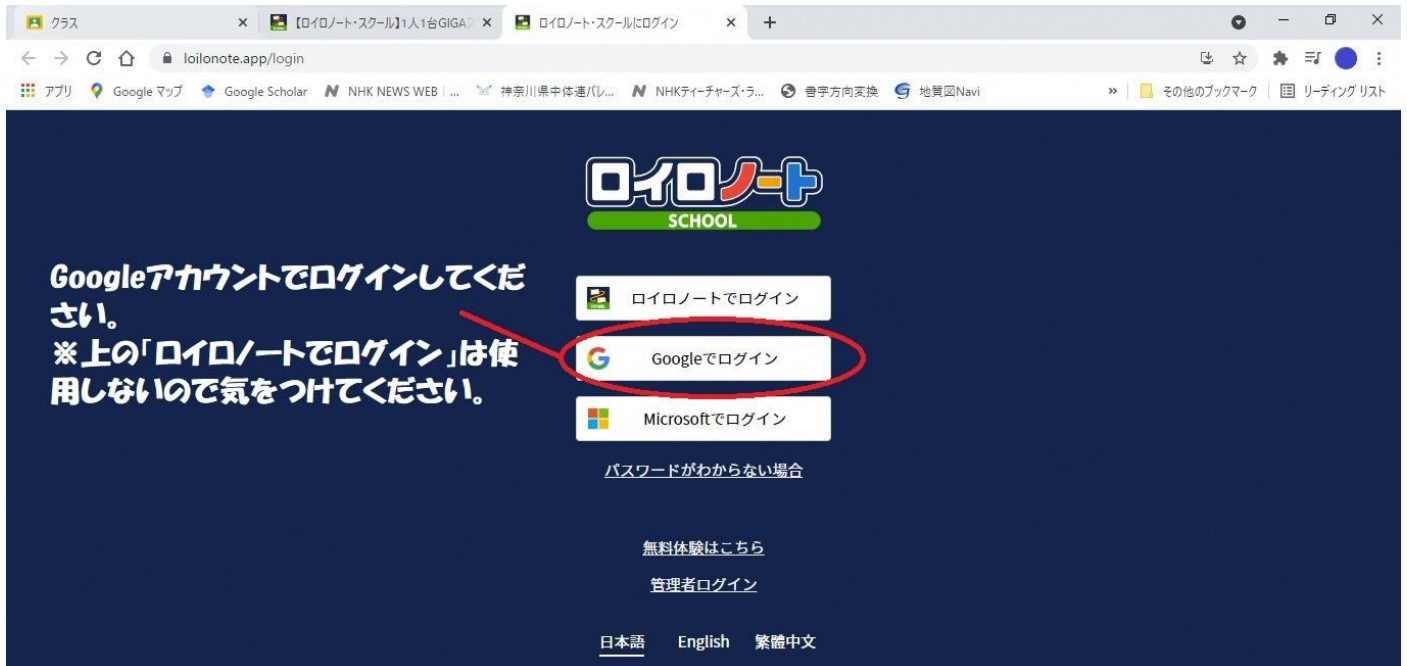 クラス
【ロイロノート・スクール】1人1台GIGAス
ロイロノート・スクールにログイン
loilonote.app/login
アプリ Google マップ Google Scholar NHK NEWS WEB | ... 神奈川県中体連バレ... NHKティーチャーズ・ラ... 書字方向変換 地質図Navi » その他のブックマーク リーディング リスト
ロイロノート
SCHOOL
Googleアカウントでログインしてくだ
さい。
※上の「ロイロノートでログイン」は使
用しないので気をつけてください。
ロイロノートでログイン
Googleでログイン
Microsoftでログイン
パスワードがわからない場合
無料体験はこちら
管理者ログイン
日本語 English 繁體中文